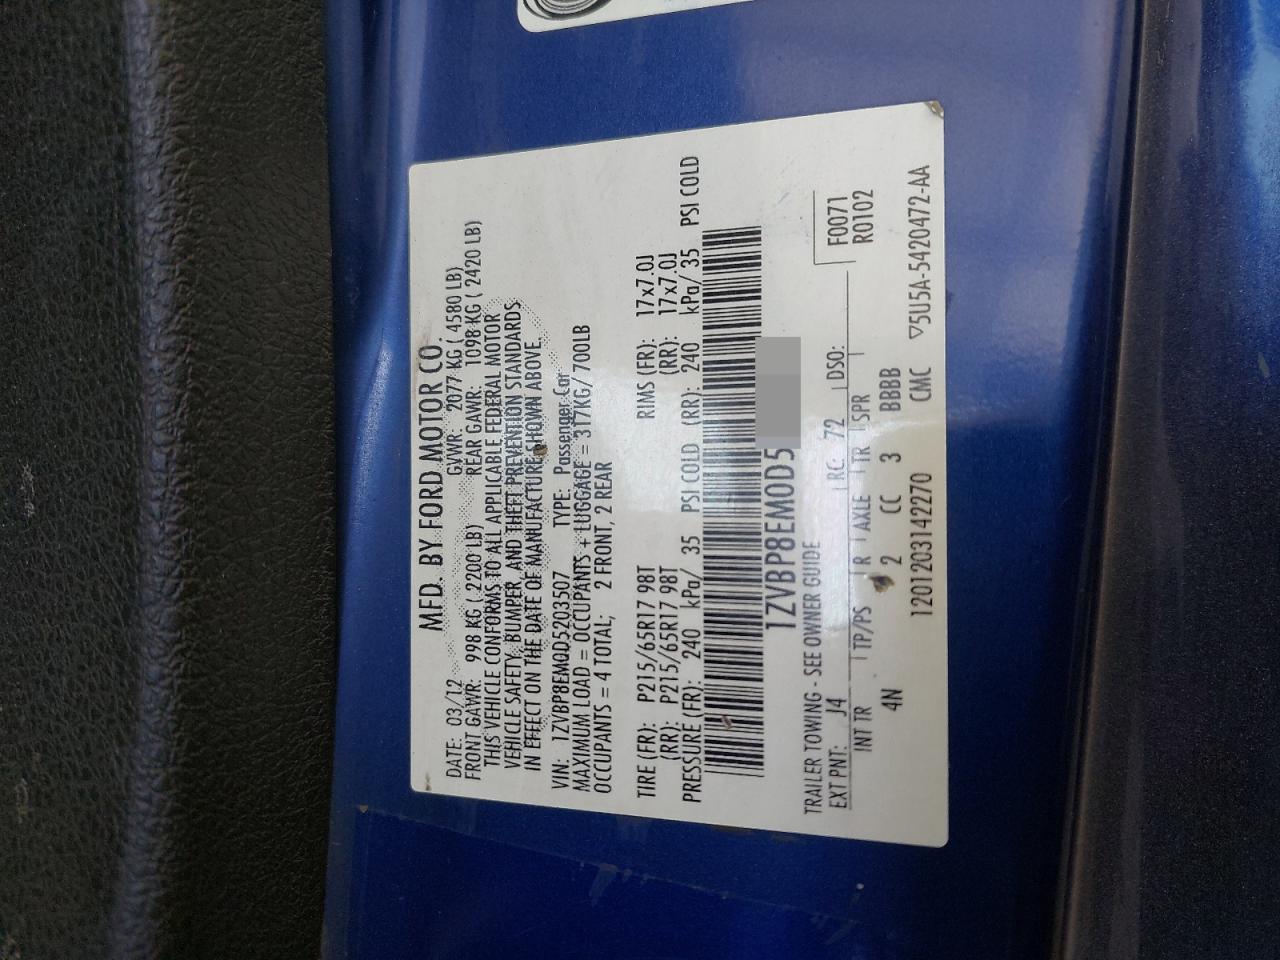 MFD. BY FORD MOTOR CO.
DATE: 03/12 GVWR: 2077 KG ( 4580 LB)
FRONT GAWR: 998 KG ( 2200 LB) REAR GAWR: 1098 KG ( 2420 LB)
THIS VEHICLE CONFORMS TO ALL APPLICABLE FEDERAL MOTOR
VEHICLE SAFETY, BUMPER, AND THEFT PREVENTION STANDARDS
IN EFFECT ON THE DATE OF MANUFACTURE SHOWN ABOVE.
VIN: 1ZVBP8EM0D5203507 TYPE: Passenger Car
MAXIMUM LOAD = OCCUPANTS + LUGGAGE = 317KG/700LB
OCCUPANTS = 4 TOTAL; 2 FRONT, 2 REAR
TIRE (FR): P215/65R17 98T RIMS (FR): 17x7.0J
(RR): P215/65R17 98T (RR): 17x7.0J
PRESSURE (FR): 240 kPa/ 35 PSI COLD (RR): 240 kPa/ 35 PSI COLD
1ZVBP8EM0D5
TRAILER TOWING - SEE OWNER GUIDE
F0071
EXT PNT: J4 RC: 72 DSO: R0102
INT TR TP/PS R AXLE TR SPR
4N 2 CC 3 BBBB
1201203142270 CMC ▽5U5A-5420472-AA